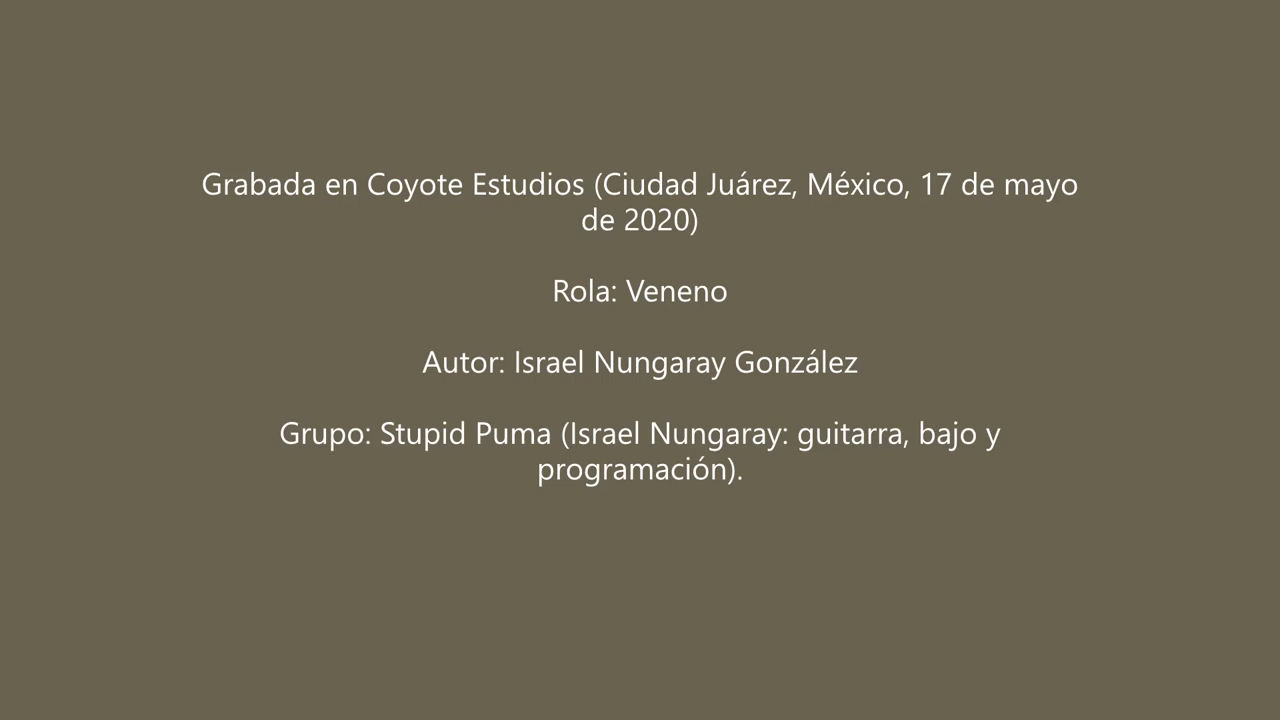 Grabada en Coyote Estudios (Ciudad Juárez, México, 17 de mayo
de 2020)
Rola: Veneno
Autor: Israel Nungaray González
Grupo: Stupid Puma (Israel Nungaray: guitarra, bajo y
programación).